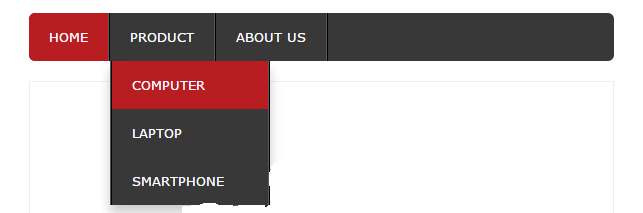 HOME PRODUCT ABOUT US
COMPUTER
LAPTOP
SMARTPHONE